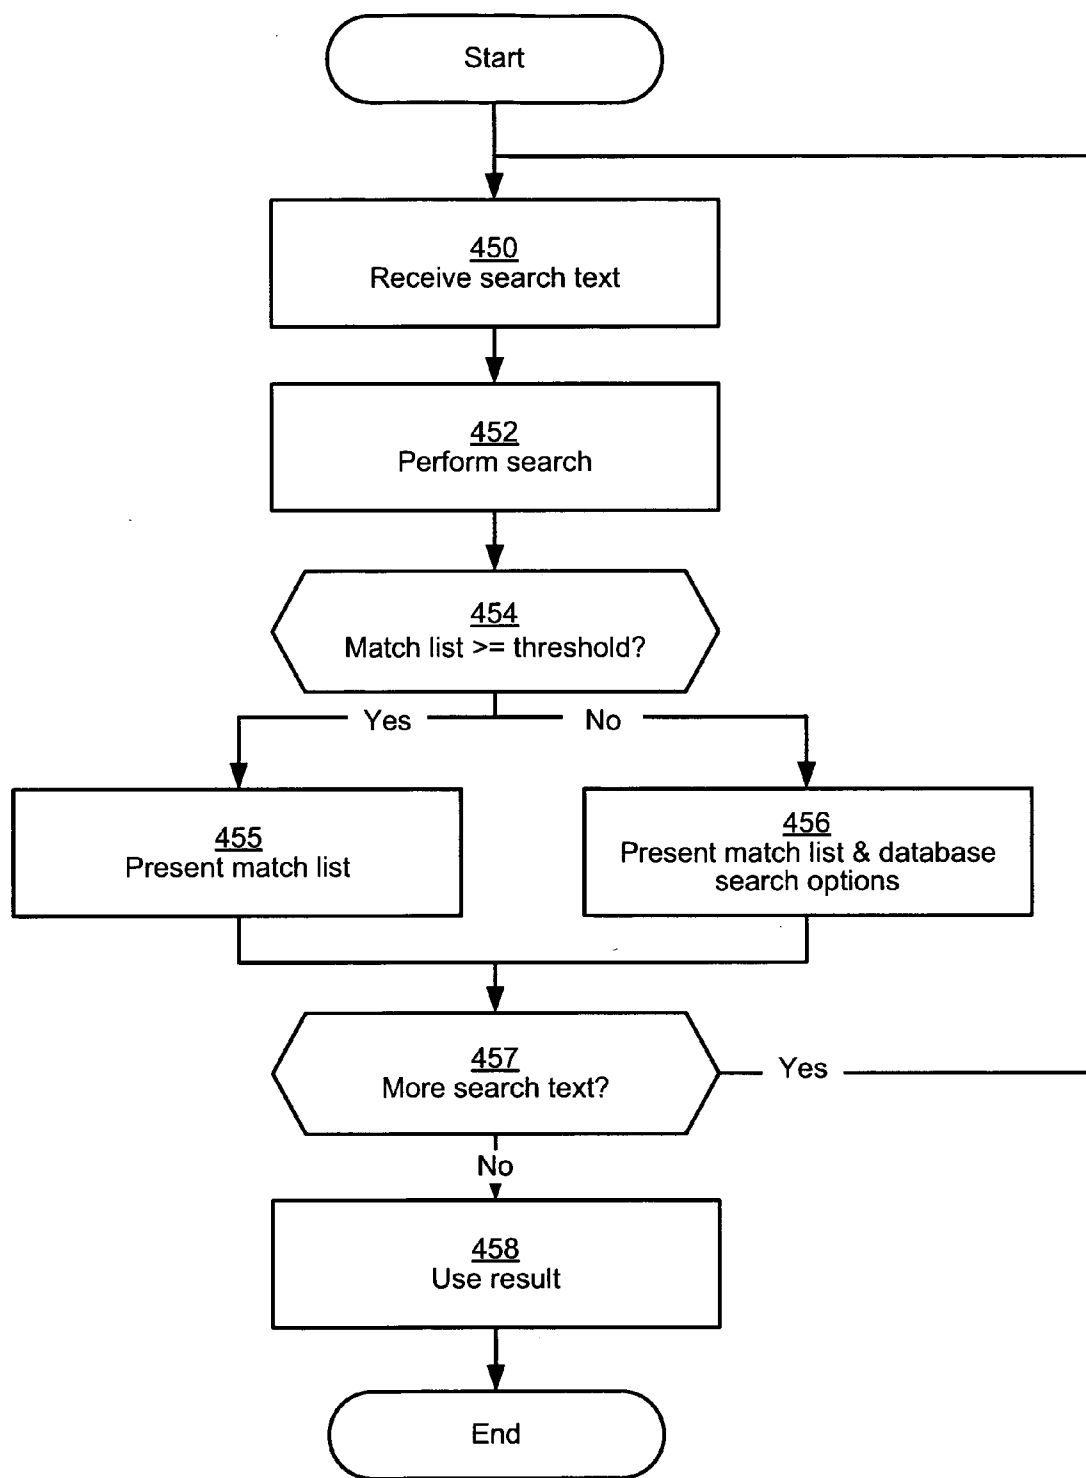 Start
450
Receive search text
452
Perform search
454
Match list >= threshold?
Yes
No
455
Present match list
456
Present match list & database
search options
457
More search text?
Yes
No
458
Use result
End